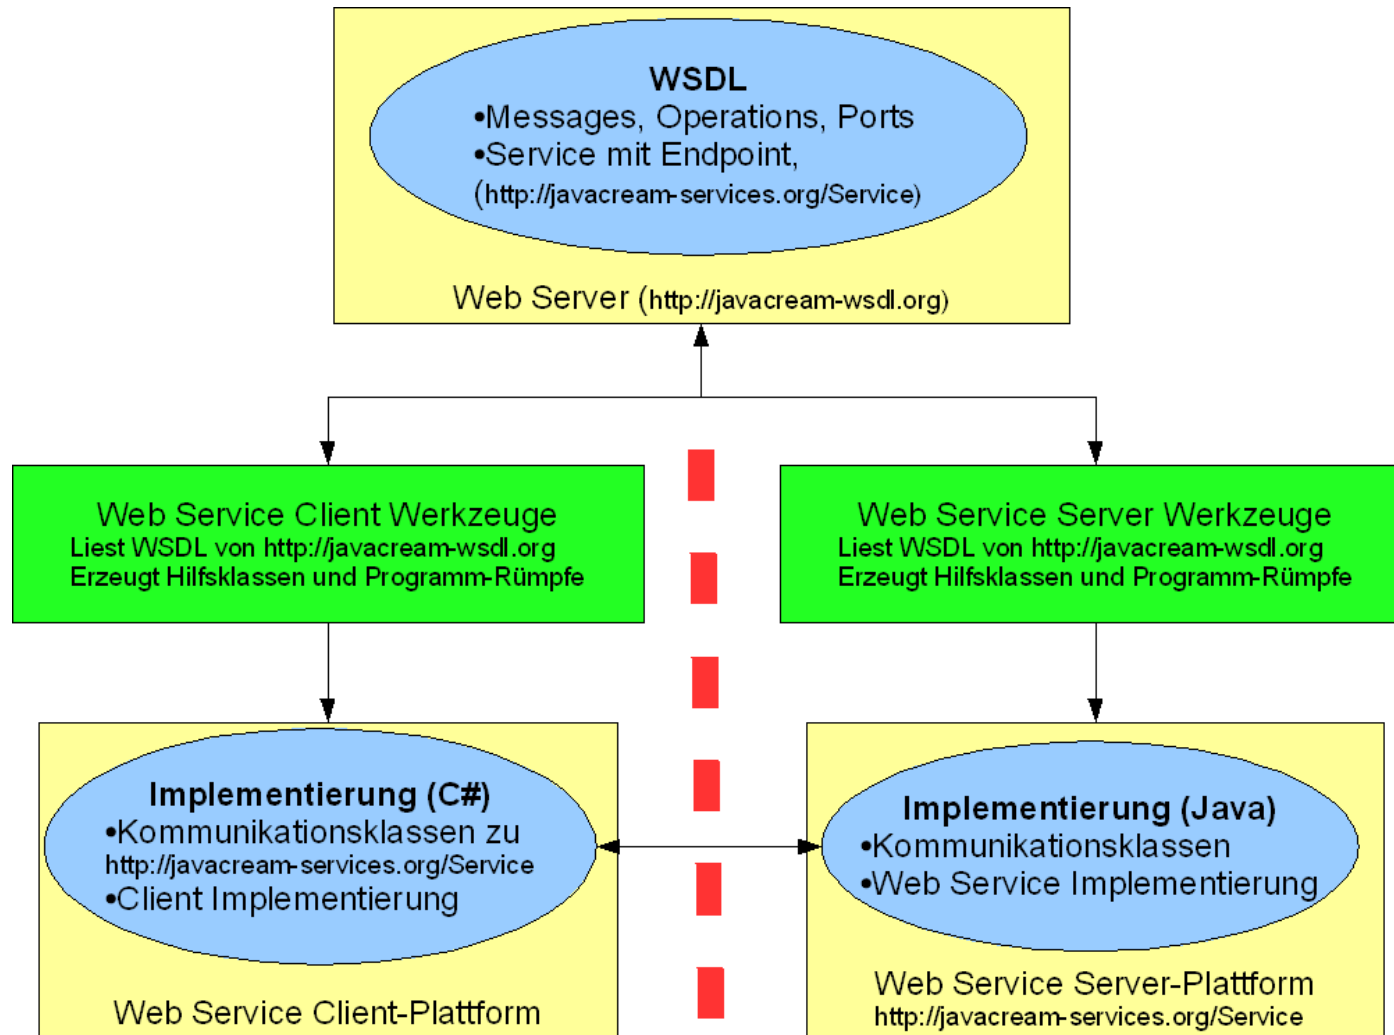 WSDL
•Messages, Operations, Ports
•Service mit Endpoint,
(http://javacream-services.org/Service)
Web Server (http://javacream-wsdl.org)
Web Service Client Werkzeuge
Liest WSDL von http://javacream-wsdl.org
Erzeugt Hilfsklassen und Programm-Rümpfe
Web Service Server Werkzeuge
Liest WSDL von http://javacream-wsdl.org
Erzeugt Hilfsklassen und Programm-Rümpfe
Implementierung (C#)
•Kommunikationsklassen zu
http://javacream-services.org/Service
•Client Implementierung
Web Service Client-Plattform
Implementierung (Java)
•Kommunikationsklassen
•Web Service Implementierung
Web Service Server-Plattform
http://javacream-services.org/Service